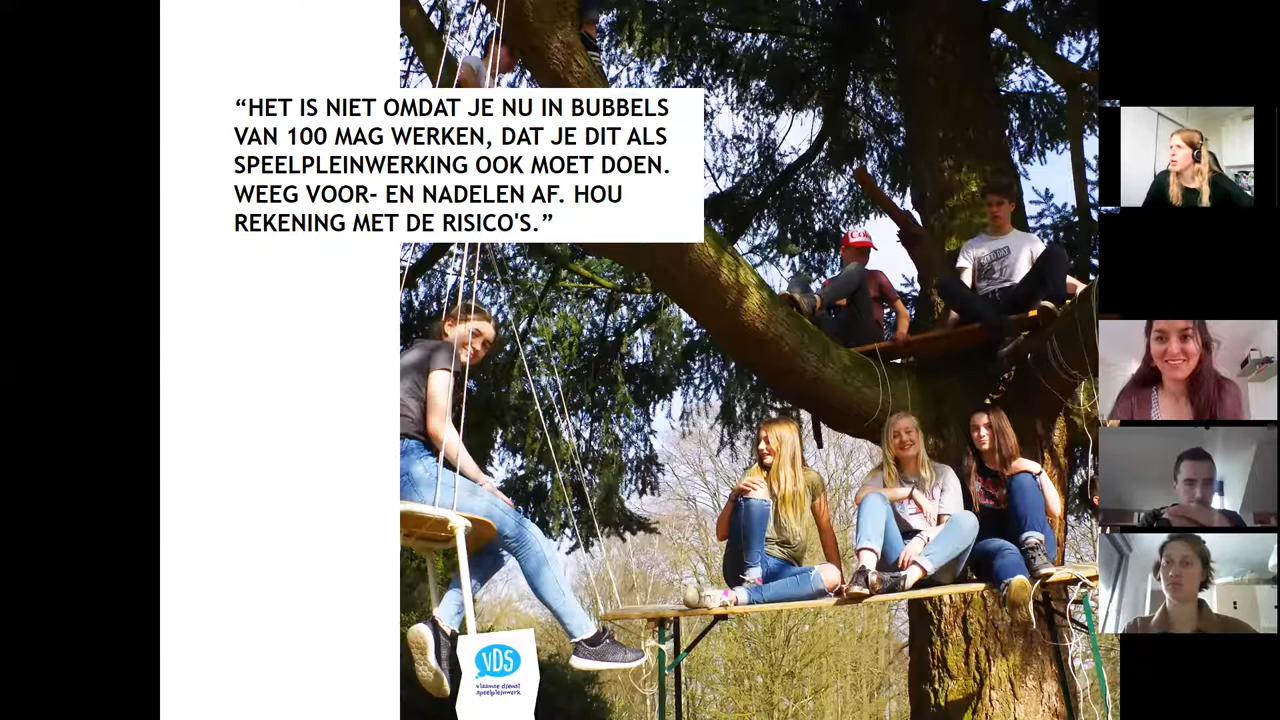 “HET IS NIET OMDAT JE NU IN BUBBELS
VAN 100 MAG WERKEN, DAT JE DIT ALS
SPEELPLEINWERKING OOK MOET DOEN.
WEEG VOOR- EN NADELEN AF. HOU
REKENING MET DE RISICO'S.”
VDS
vlaamse dienst
speelpleinwerk